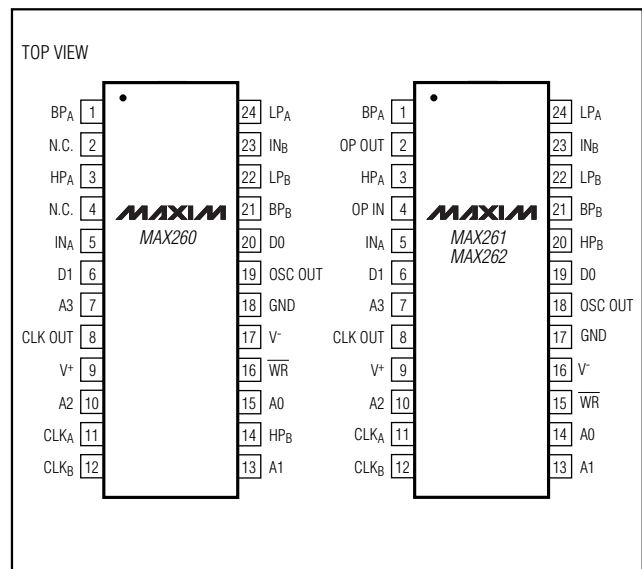 TOP VIEW
BPA 1 24 LPA
N.C. 2 23 INB
HPA 3 22 LPB
N.C. 4 21 BPB
INA 5 20 D0
D1 6 19 OSC OUT
A3 7 18 GND
CLK OUT 8 17 V-
V+ 9 16 WR
A2 10 15 A0
CLKA 11 14 HPB
CLKB 12 13 A1
MAXIM
MAX260
BPA 1 24 LPA
OP OUT 2 23 INB
HPA 3 22 LPB
OP IN 4 21 BPB
INA 5 20 HPB
D1 6 19 D0
A3 7 18 OSC OUT
CLK OUT 8 17 GND
V+ 9 16 V-
A2 10 15 WR
CLKA 11 14 A0
CLKB 12 13 A1
MAXIM
MAX261
MAX262